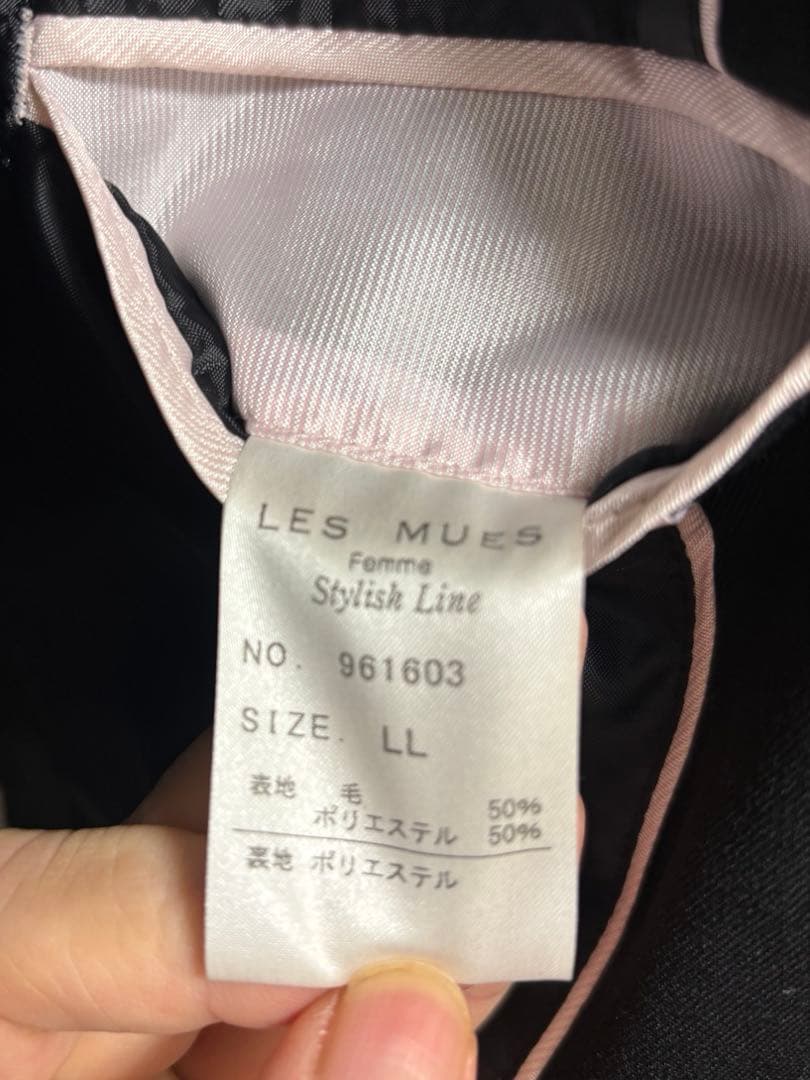 LES MUES
Femme
Stylish Line
NO. 961603
SIZE. LL
表地 毛 50%
ポリエステル 50%
裏地 ポリエステル